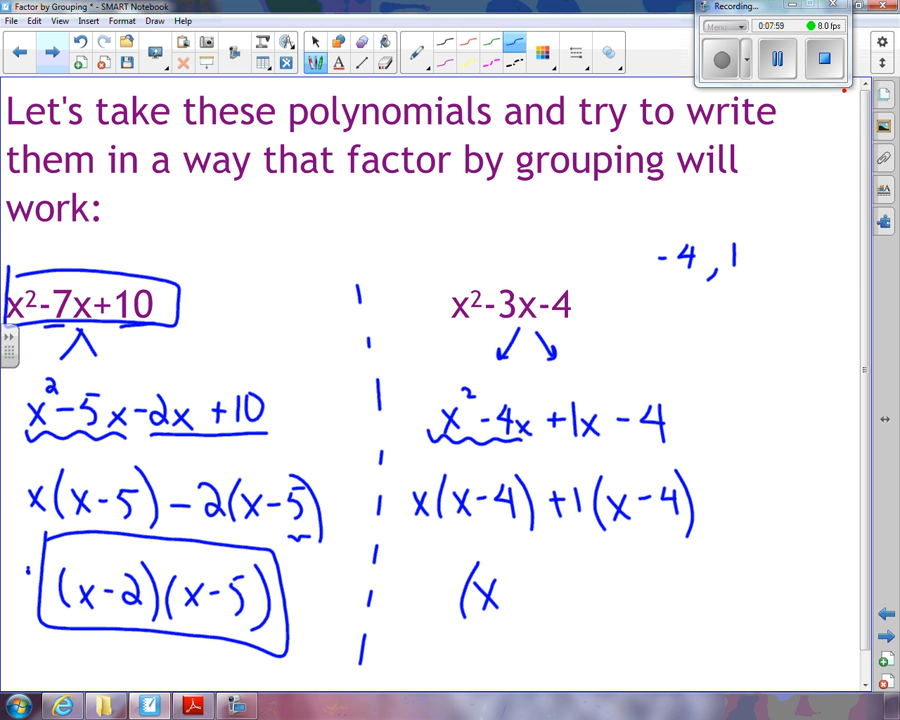 Factor by Grouping * - SMART Notebook
Recording...
File Edit View Insert Format Draw Help
Menu 0:07:59 8.0 fps
Let's take these polynomials and try to write
them in a way that factor by grouping will
work:
-4, 1
x²-7x+10
x²-3x-4
x² -5x -2x +10
x² -4x +1x -4
x(x-5) -2(x-5)
x(x-4) +1(x-4)
(x-2)(x-5)
(x